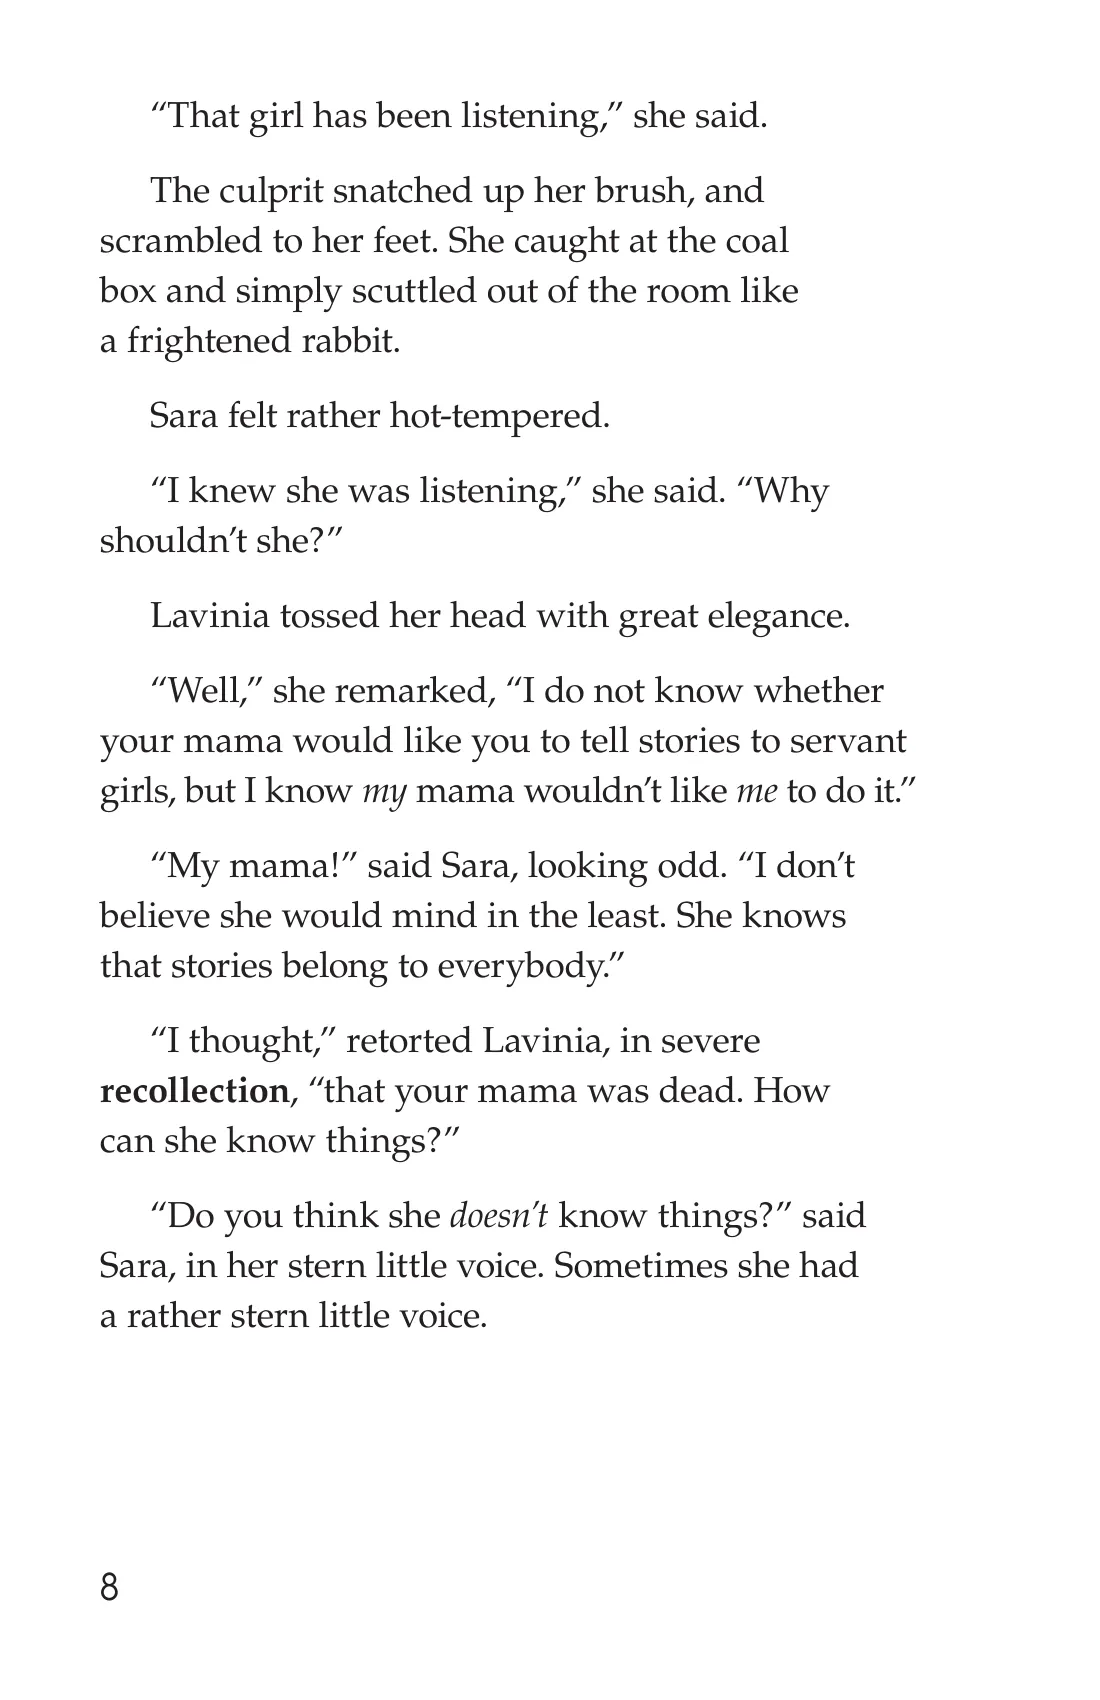 “That girl has been listening,” she said.
The culprit snatched up her brush, and
scrambled to her feet. She caught at the coal
box and simply scuttled out of the room like
a frightened rabbit.
Sara felt rather hot-tempered.
“I knew she was listening,” she said. “Why
shouldn’t she?”
Lavinia tossed her head with great elegance.
“Well,” she remarked, “I do not know whether
your mama would like you to tell stories to servant
girls, but I know my mama wouldn’t like me to do it.”
“My mama!” said Sara, looking odd. “I don’t
believe she would mind in the least. She knows
that stories belong to everybody.”
“I thought,” retorted Lavinia, in severe
recollection, “that your mama was dead. How
can she know things?”
“Do you think she doesn’t know things?” said
Sara, in her stern little voice. Sometimes she had
a rather stern little voice.
8